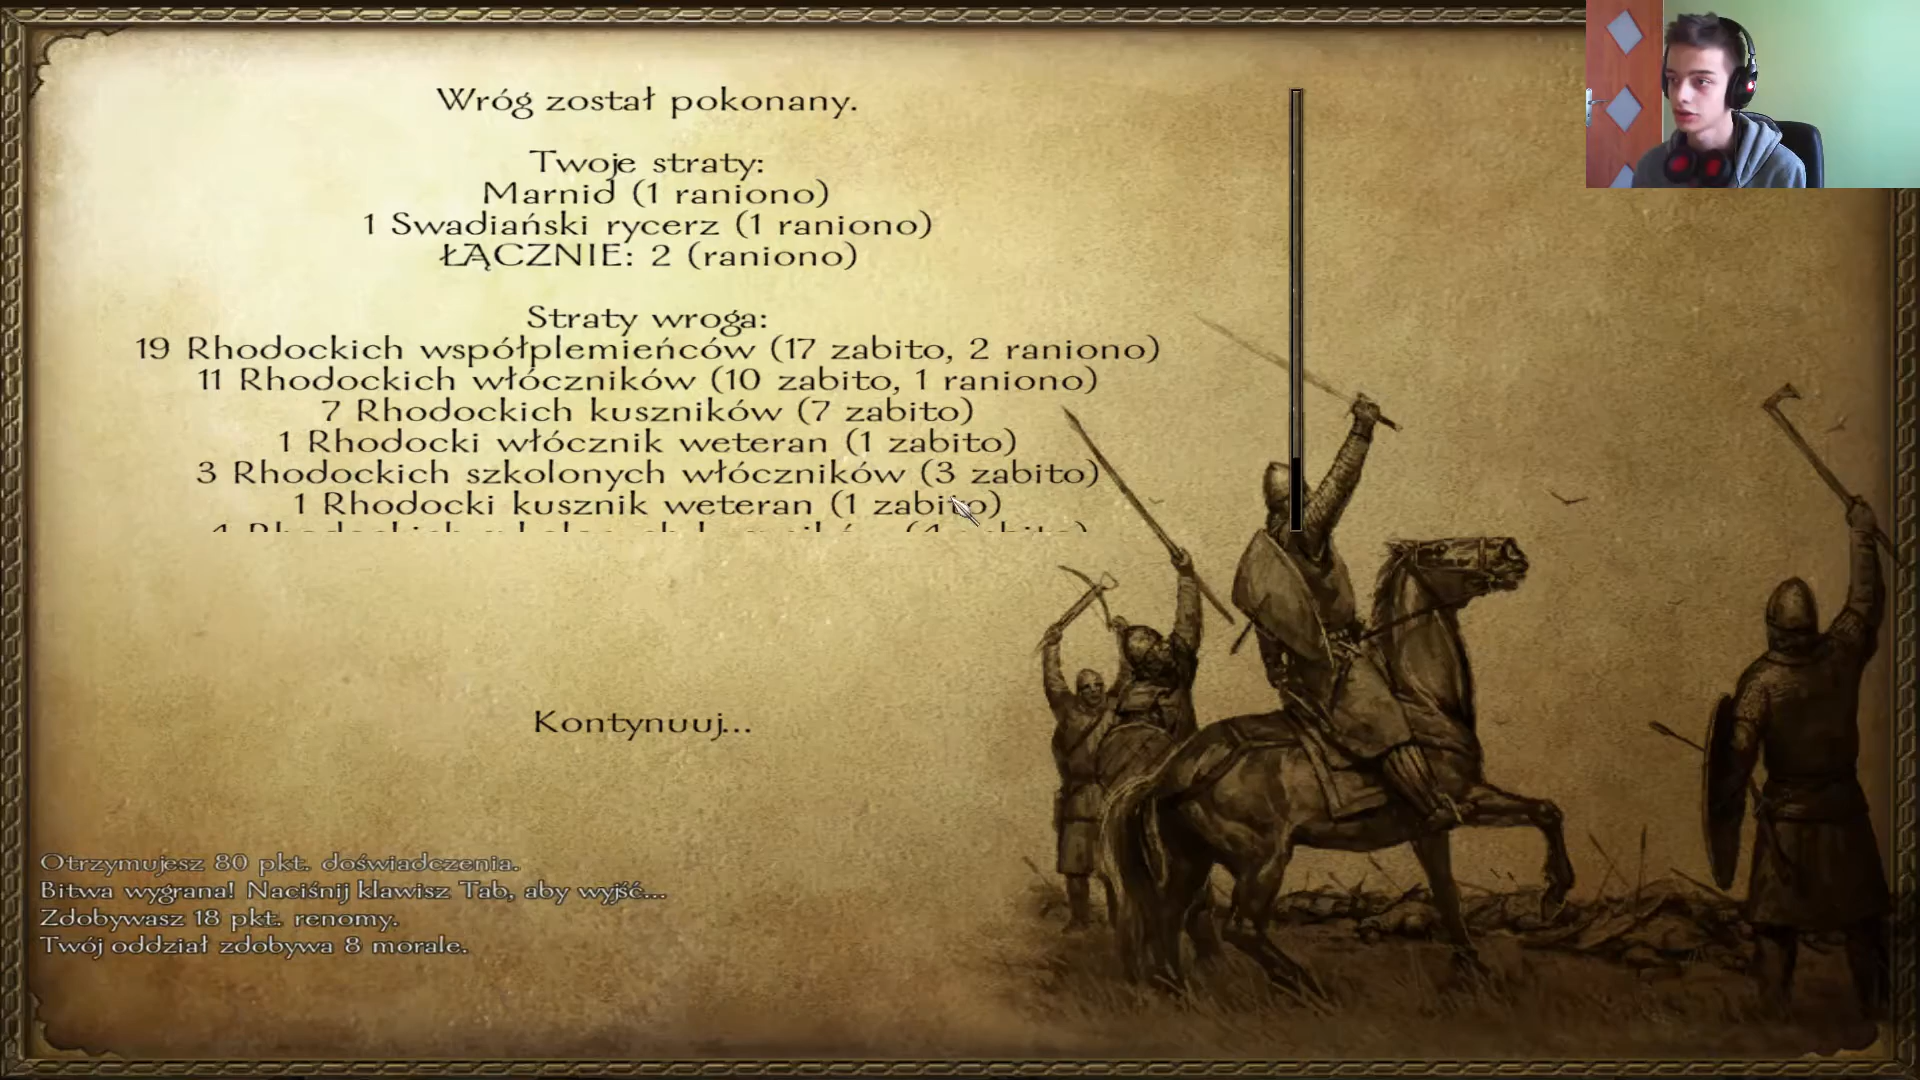 Wróg został pokonany.
Twoje straty:
Marnid (1 raniono)
1 Swadiański rycerz (1 raniono)
ŁĄCZNIE: 2 (raniono)
Straty wroga:
19 Rhodockich współplemieńców (17 zabito, 2 raniono)
11 Rhodockich włóczników (10 zabito, 1 raniono)
7 Rhodockich kuszników (7 zabito)
1 Rhodocki włócznik weteran (1 zabito)
3 Rhodockich szkolonych włóczników (3 zabito)
1 Rhodocki kusznik weteran (1 zabito)
Kontynuuj...
Otrzymujesz 80 pkt. doświadczenia.
Bitwa wygrana! Naciśnij klawisz Tab, aby wyjść...
Zdobywasz 18 pkt. renomy.
Twój oddział zdobywa 8 morale.